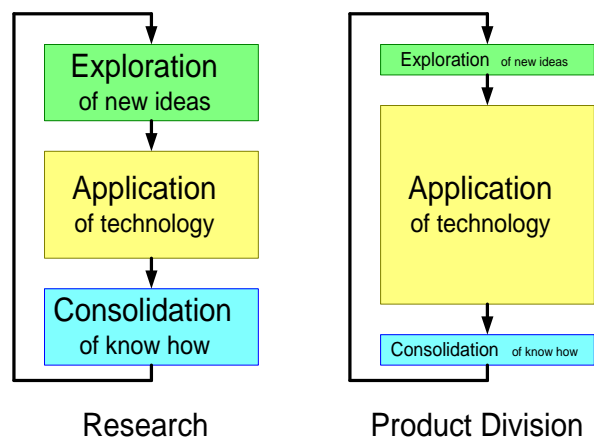 Exploration
of new ideas
Application
of technology
Consolidation
of know how
Research
Exploration of new ideas
Application
of technology
Consolidation of know how
Product Division